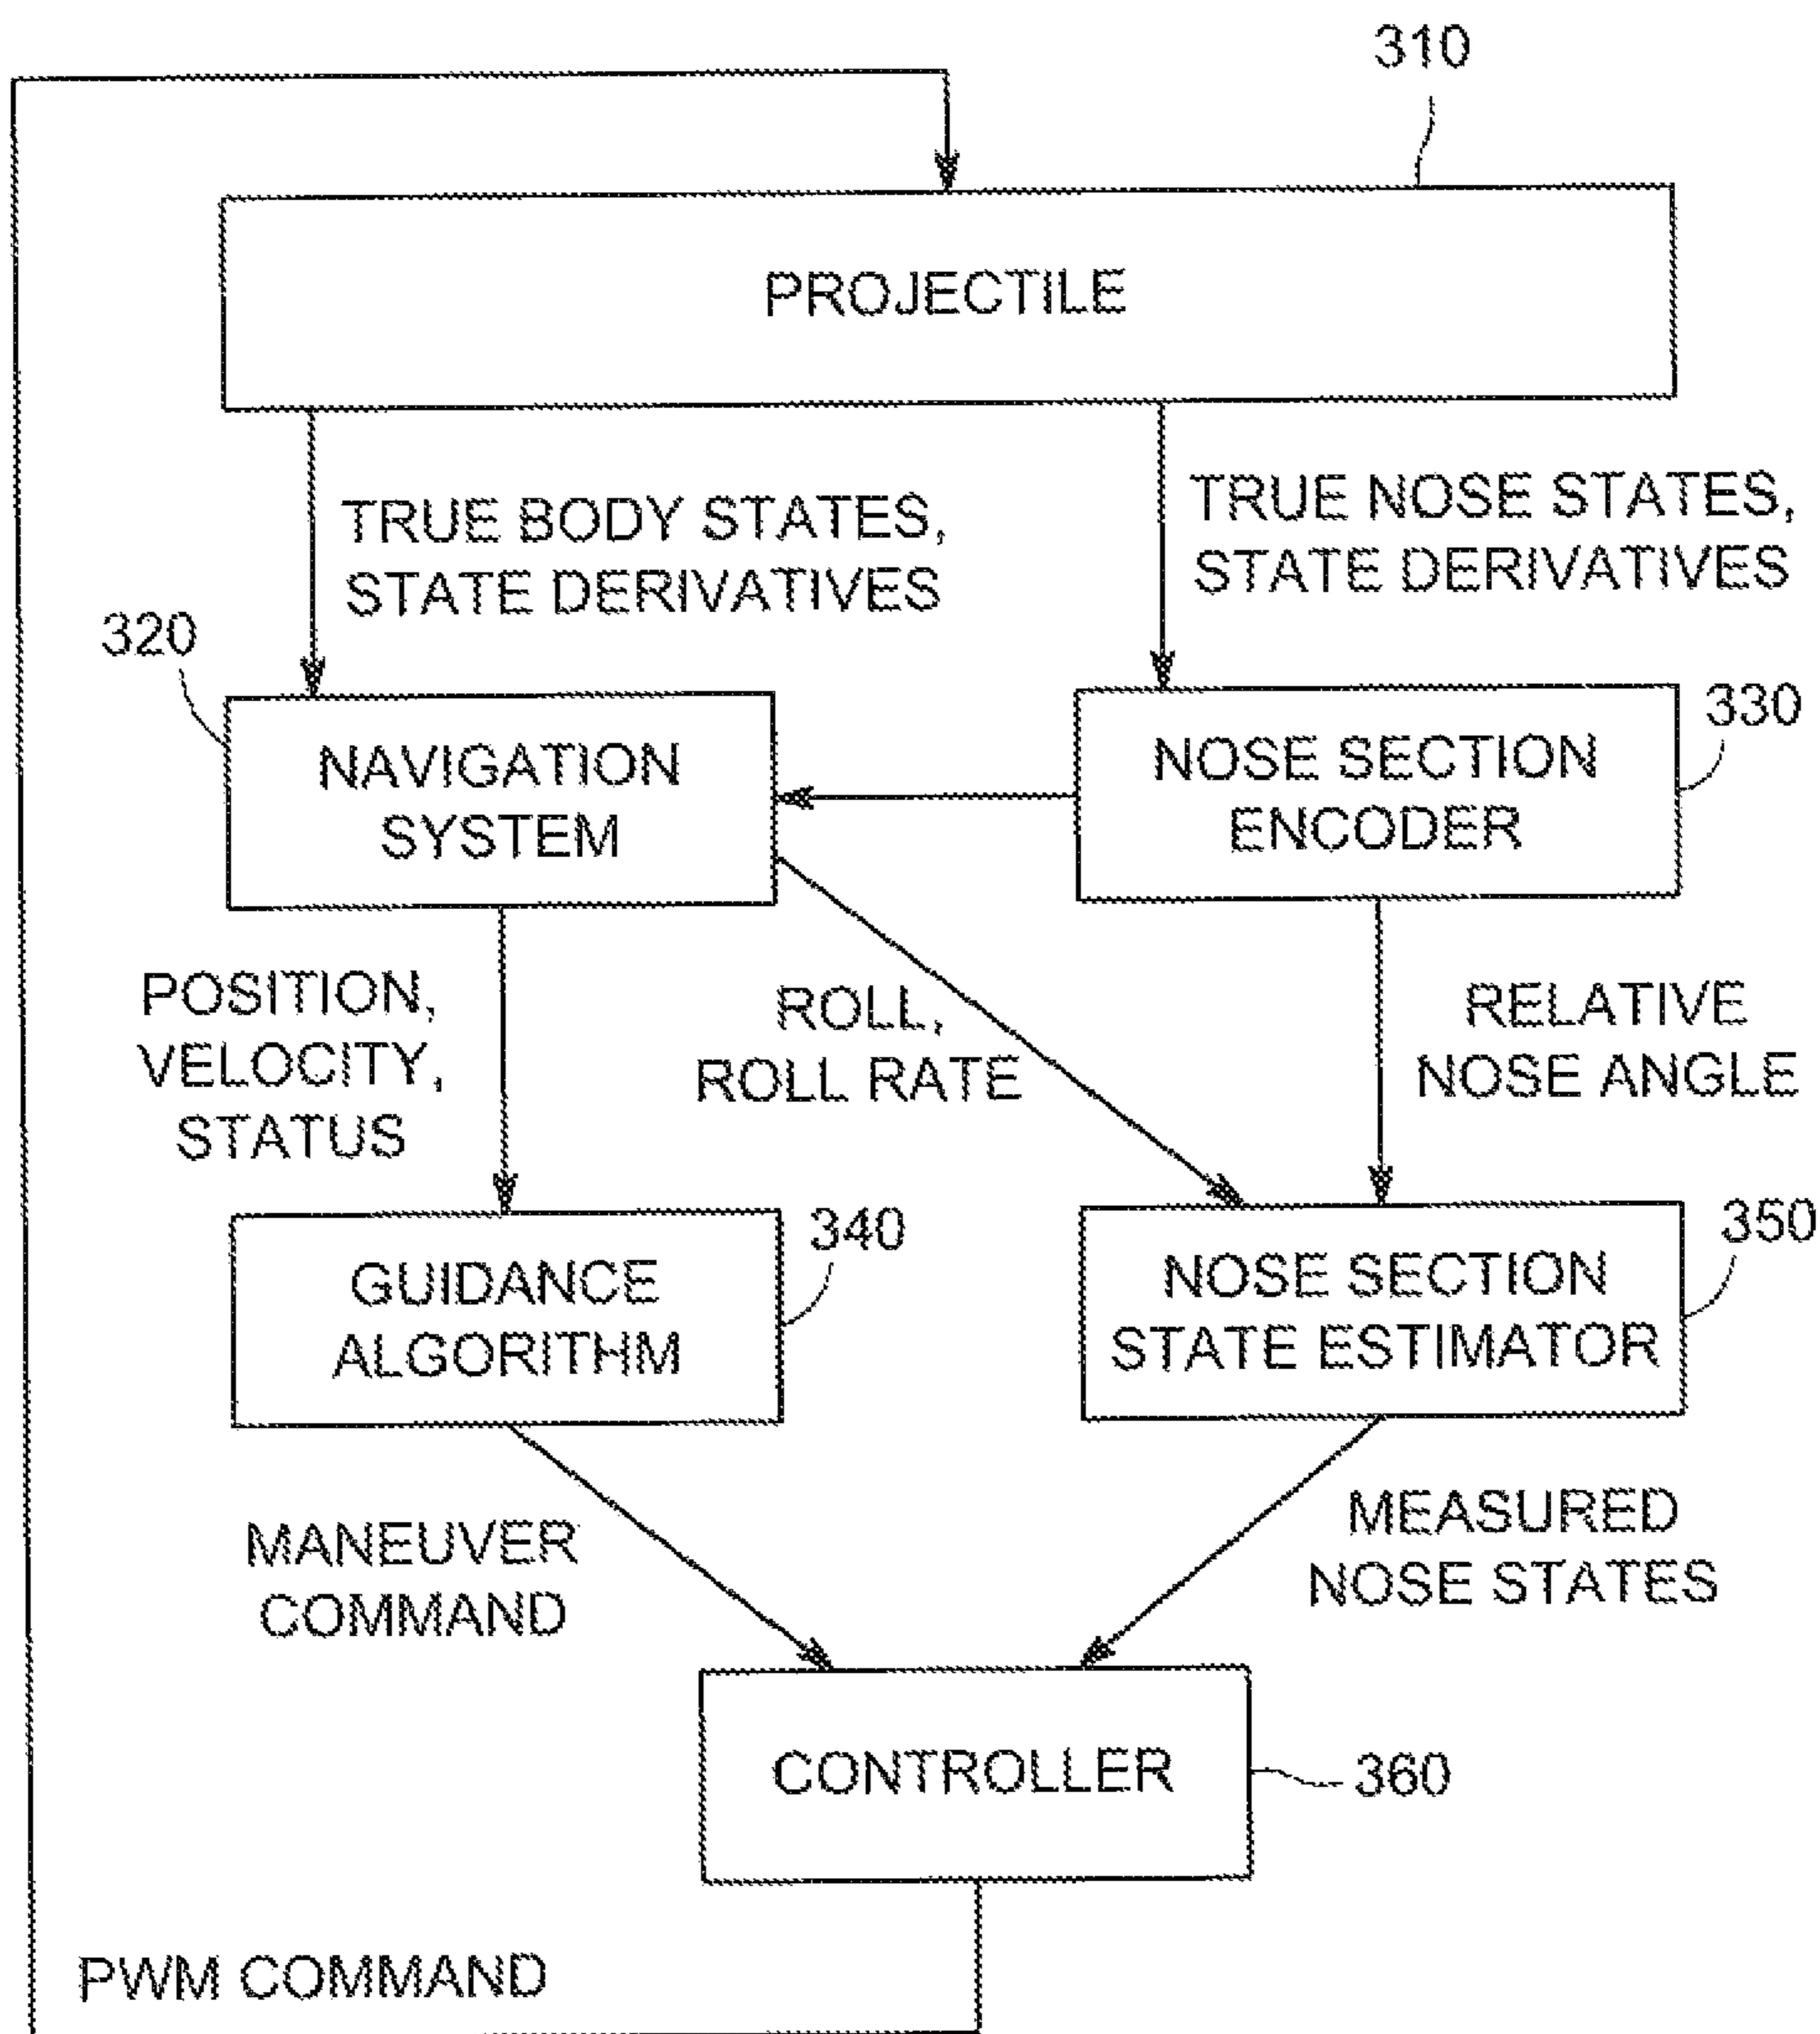 310
PROJECTILE
TRUE BODY STATES,
STATE DERIVATIVES
TRUE NOSE STATES,
STATE DERIVATIVES
320
NAVIGATION
SYSTEM
330
NOSE SECTION
ENCODER
POSITION,
VELOCITY,
STATUS
ROLL,
ROLL RATE
RELATIVE
NOSE ANGLE
340
GUIDANCE
ALGORITHM
350
NOSE SECTION
STATE ESTIMATOR
MANEUVER
COMMAND
MEASURED
NOSE STATES
CONTROLLER
360
PWM COMMAND